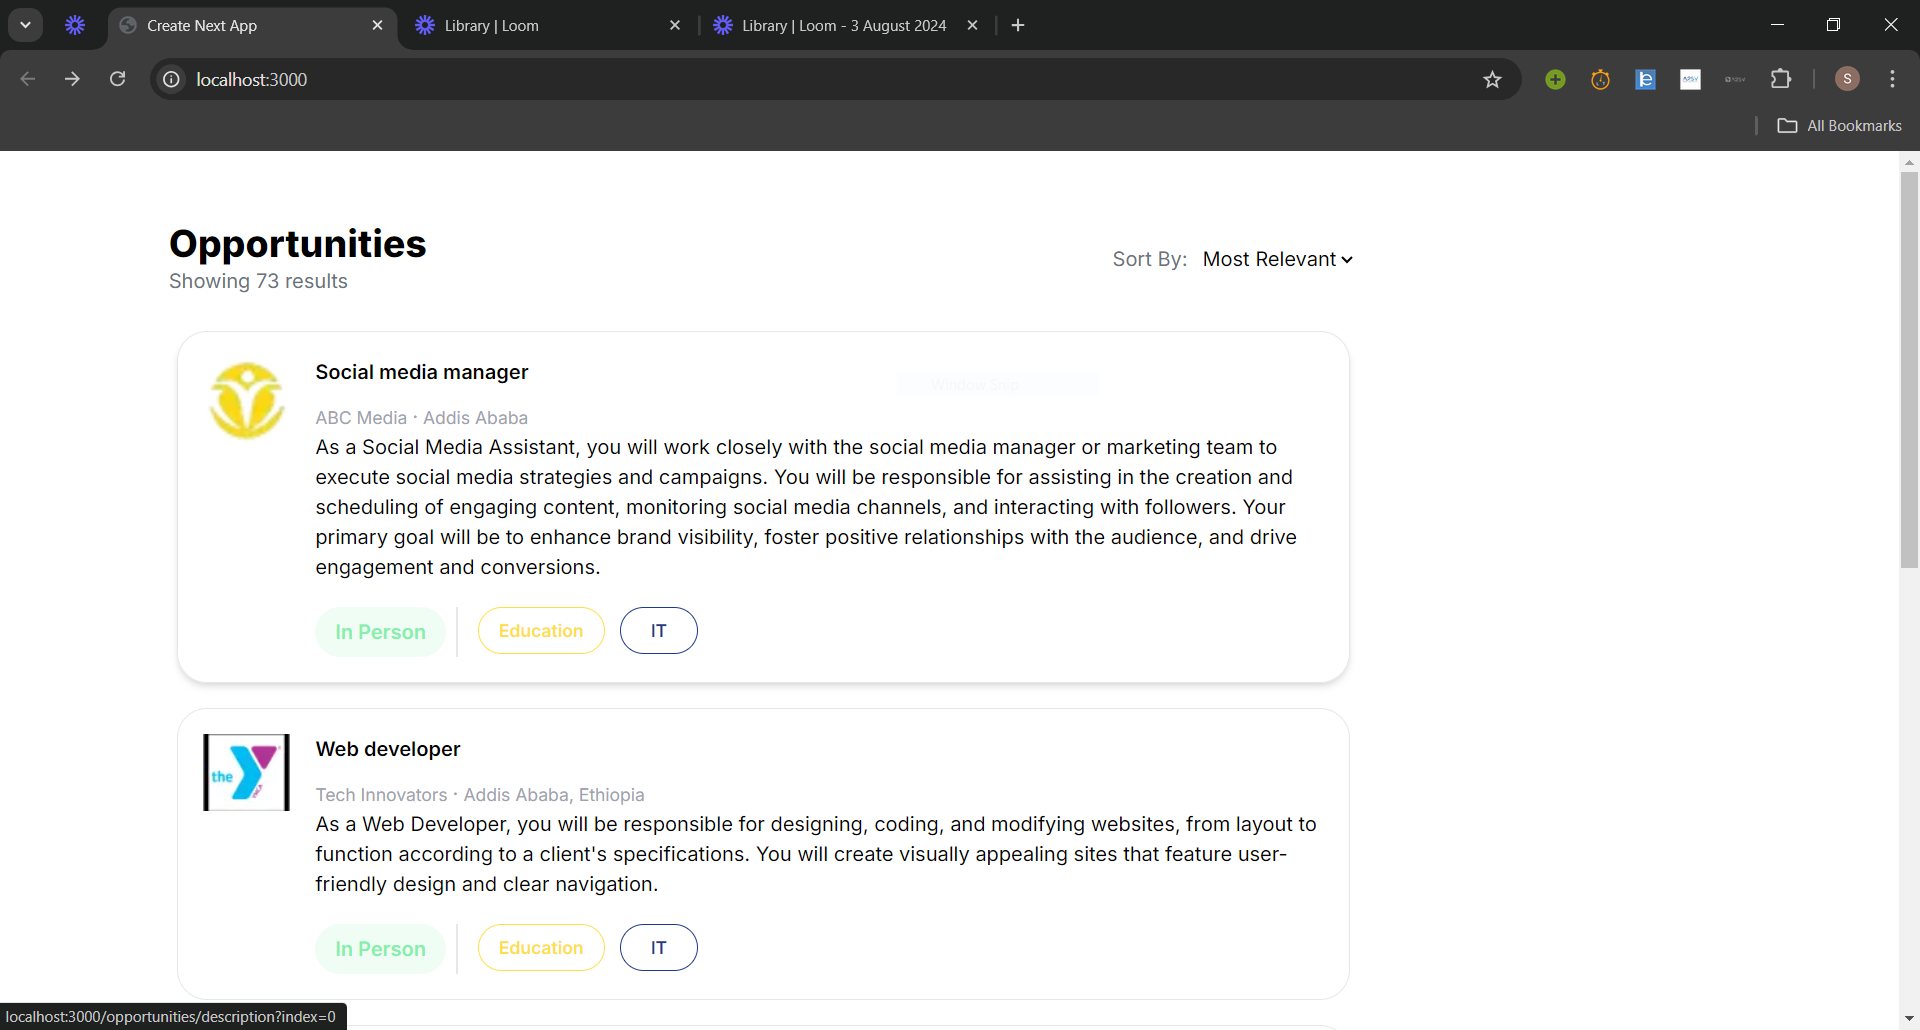 Create Next App
Library | Loom
Library | Loom - 3 August 2024
localhost:3000
S
All Bookmarks
Opportunities
Showing 73 results
Sort By: Most Relevant
Social media manager
Window Snip
ABC Media · Addis Ababa
As a Social Media Assistant, you will work closely with the social media manager or marketing team to
execute social media strategies and campaigns. You will be responsible for assisting in the creation and
scheduling of engaging content, monitoring social media channels, and interacting with followers. Your
primary goal will be to enhance brand visibility, foster positive relationships with the audience, and drive
engagement and conversions.
In Person
Education
IT
the
Web developer
Tech Innovators · Addis Ababa, Ethiopia
As a Web Developer, you will be responsible for designing, coding, and modifying websites, from layout to
function according to a client's specifications. You will create visually appealing sites that feature user-
friendly design and clear navigation.
In Person
Education
IT
localhost:3000/opportunities/description?index=0